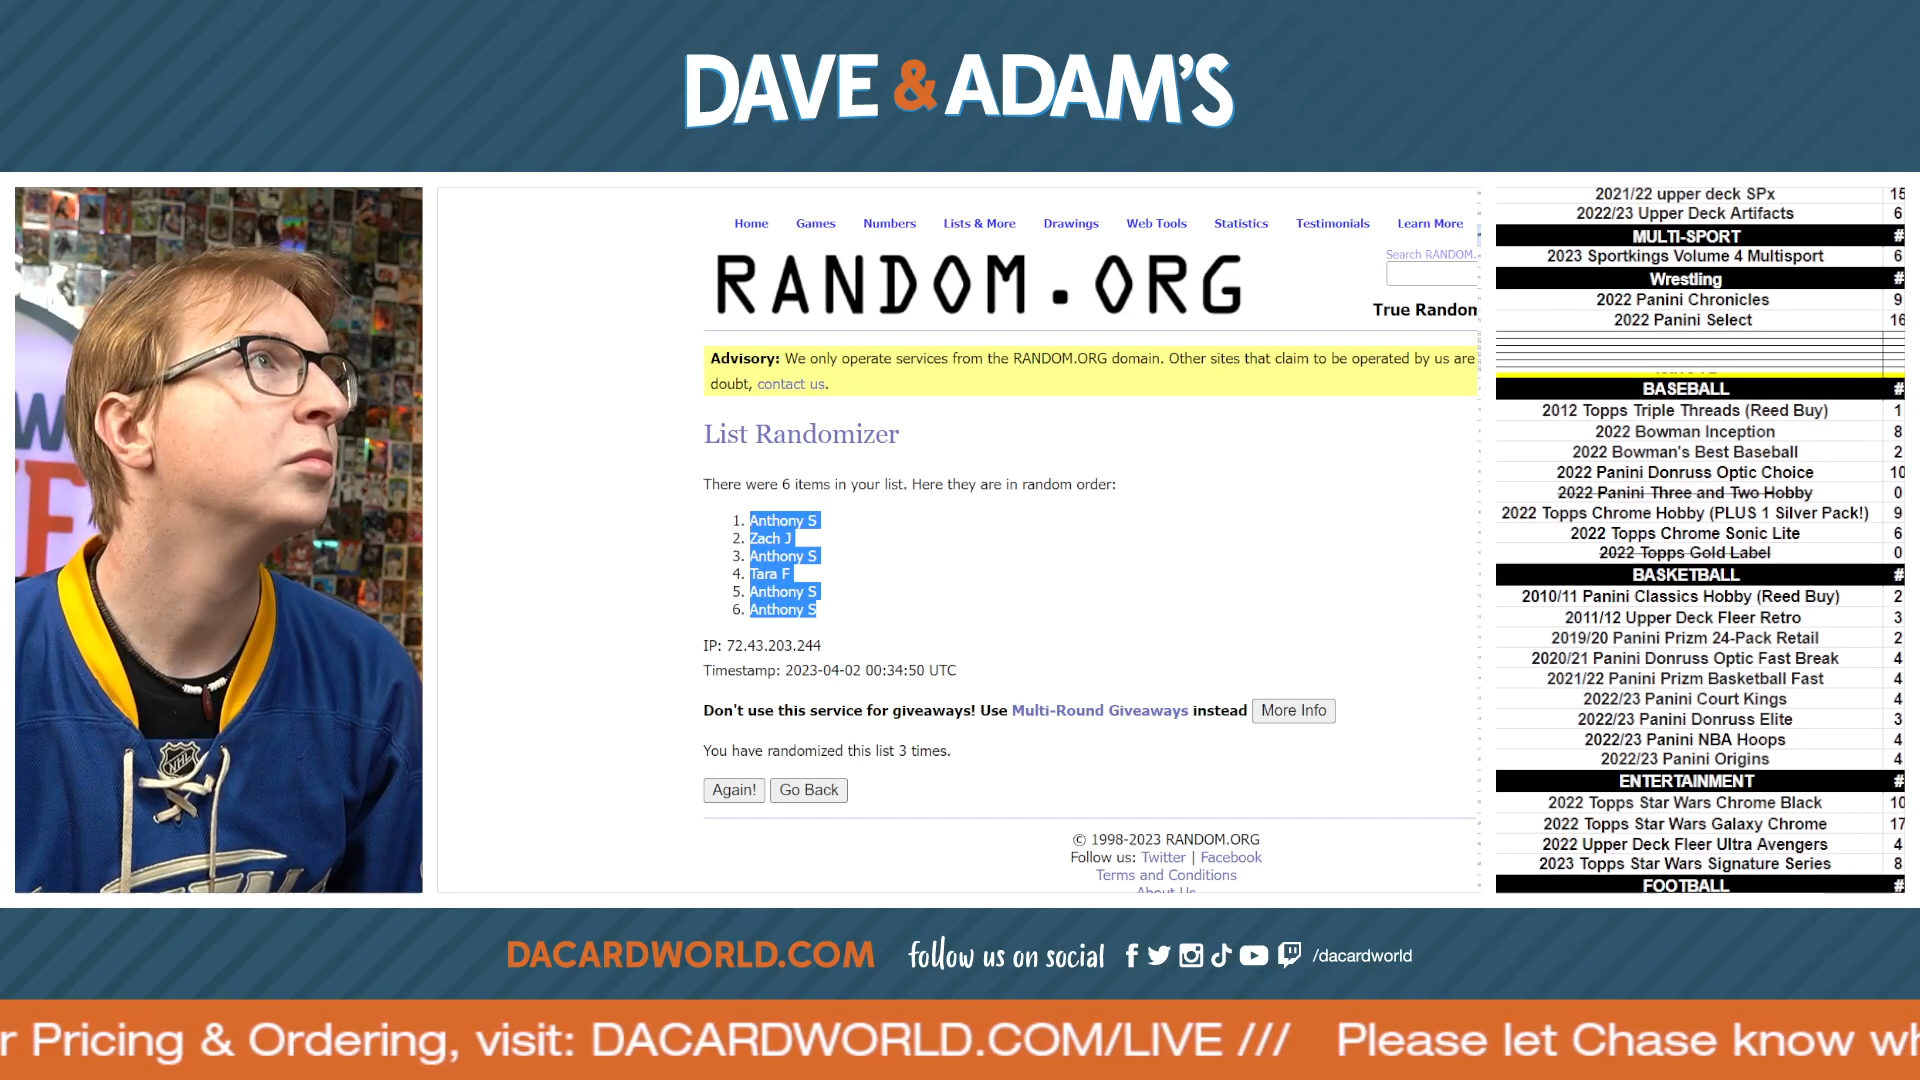 DAVE & ADAM'S
NHL
Home Games Numbers Lists & More Drawings Web Tools Statistics Testimonials Learn More
RANDOM.ORG
Search RANDOM.
True Random
Advisory: We only operate services from the RANDOM.ORG domain. Other sites that claim to be operated by us are
doubt, contact us.
List Randomizer
There were 6 items in your list. Here they are in random order:
1. Anthony S
2. Zach J
3. Anthony S
4. Tara F
5. Anthony S
6. Anthony S
IP: 72.43.203.244
Timestamp: 2023-04-02 00:34:50 UTC
Don't use this service for giveaways! Use Multi-Round Giveaways instead More Info
You have randomized this list 3 times.
Again! Go Back
© 1998-2023 RANDOM.ORG
Follow us: Twitter | Facebook
Terms and Conditions
About Us
2021/22 upper deck SPx 15
2022/23 Upper Deck Artifacts 6
MULTI-SPORT #
2023 Sportkings Volume 4 Multisport 6
Wrestling #
2022 Panini Chronicles 9
2022 Panini Select 16
BASEBALL #
2012 Topps Triple Threads (Reed Buy) 1
2022 Bowman Inception 8
2022 Bowman's Best Baseball 2
2022 Panini Donruss Optic Choice 10
2022 Panini Three and Two Hobby 0
2022 Topps Chrome Hobby (PLUS 1 Silver Pack!) 9
2022 Topps Chrome Sonic Lite 6
2022 Topps Gold Label 0
BASKETBALL #
2010/11 Panini Classics Hobby (Reed Buy) 2
2011/12 Upper Deck Fleer Retro 3
2019/20 Panini Prizm 24-Pack Retail 2
2020/21 Panini Donruss Optic Fast Break 4
2021/22 Panini Prizm Basketball Fast 4
2022/23 Panini Court Kings 4
2022/23 Panini Donruss Elite 3
2022/23 Panini NBA Hoops 4
2022/23 Panini Origins 4
ENTERTAINMENT #
2022 Topps Star Wars Chrome Black 10
2022 Topps Star Wars Galaxy Chrome 17
2022 Upper Deck Fleer Ultra Avengers 4
2023 Topps Star Wars Signature Series 8
FOOTBALL #
DACARDWORLD.COM follow us on social /dacardworld
r Pricing & Ordering, visit: DACARDWORLD.COM/LIVE /// Please let Chase know wh